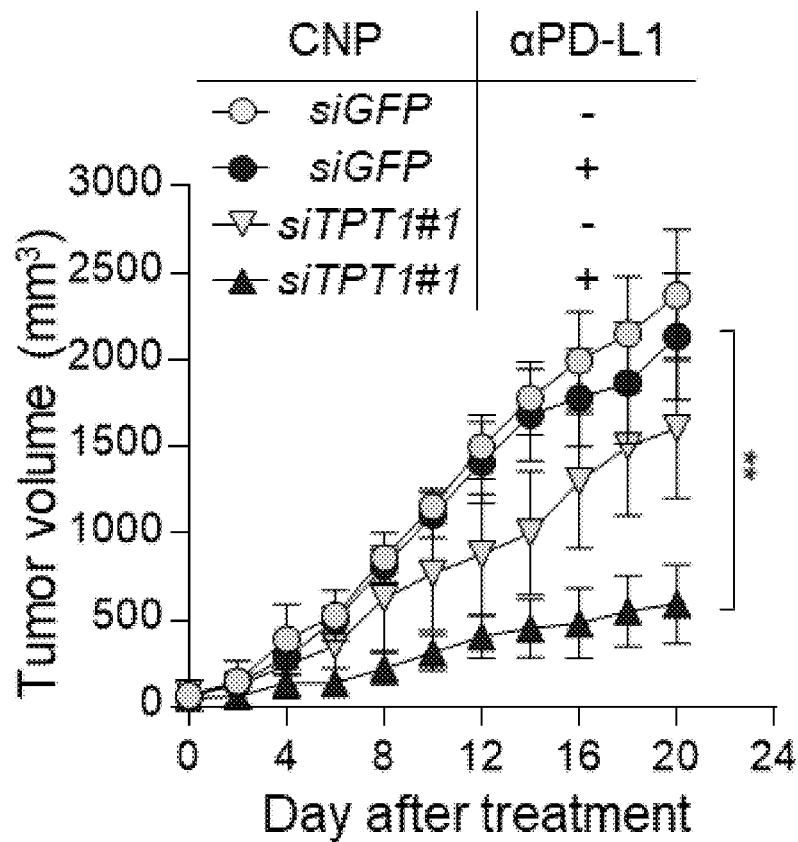 CNP αPD-L1
siGFP -
siGFP +
siTPT1#1 -
siTPT1#1 +
3000
2500
2000
1500
1000
500
0
Tumor volume (mm³)
**
0 4 8 12 16 20 24
Day after treatment